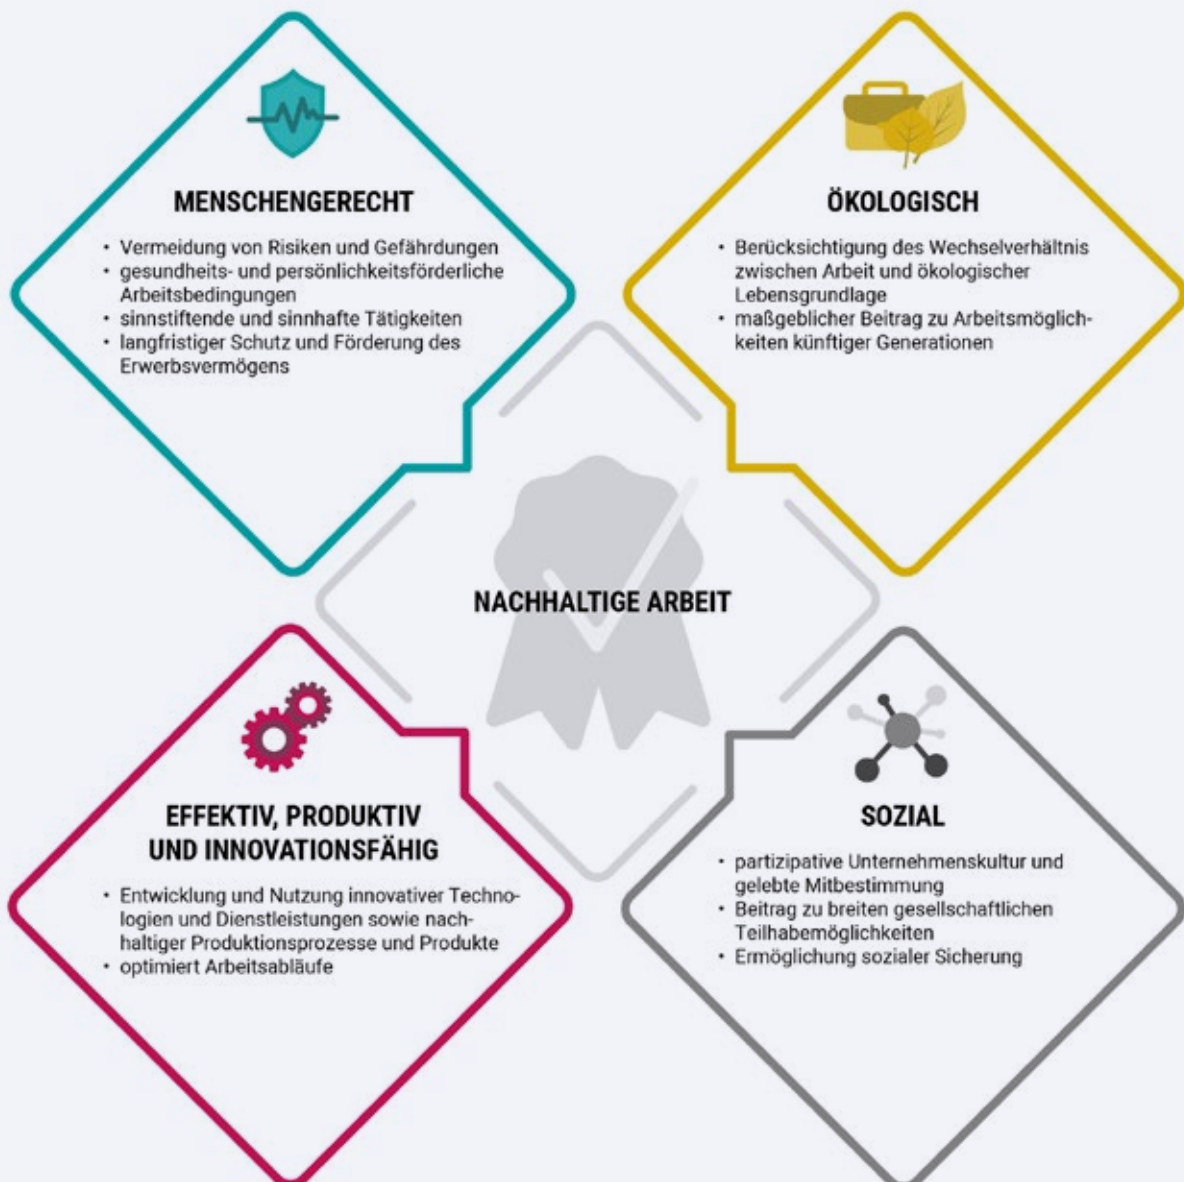 MENSCHENGERECHT
• Vermeidung von Risiken und Gefährdungen
• gesundheits- und persönlichkeitsförderliche
Arbeitsbedingungen
• sinnstiftende und sinnhafte Tätigkeiten
• langfristiger Schutz und Förderung des
Erwerbsvermögens
ÖKOLOGISCH
• Berücksichtigung des Wechselverhältnis
zwischen Arbeit und ökologischer
Lebensgrundlage
• maßgeblicher Beitrag zu Arbeitsmöglich-
keiten künftiger Generationen
NACHHALTIGE ARBEIT
EFFEKTIV, PRODUKTIV
UND INNOVATIONSFÄHIG
• Entwicklung und Nutzung innovativer Techno-
logien und Dienstleistungen sowie nach-
haltiger Produktionsprozesse und Produkte
• optimiert Arbeitsabläufe
SOZIAL
• partizipative Unternehmenskultur und
gelebte Mitbestimmung
• Beitrag zu breiten gesellschaftlichen
Teilhabemöglichkeiten
• Ermöglichung sozialer Sicherung